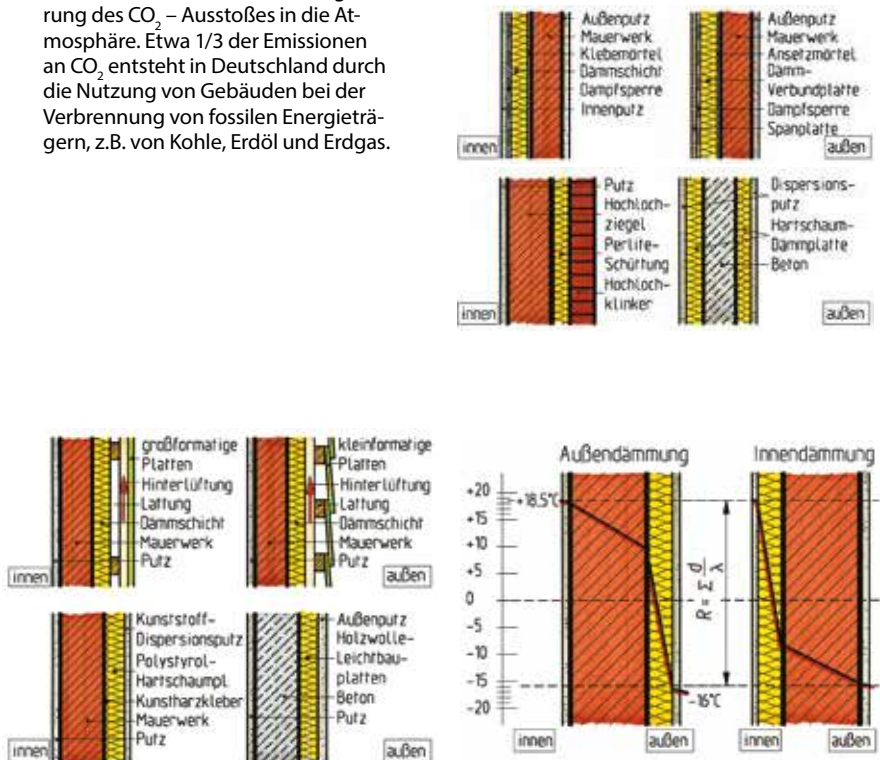 rung des CO2 – Ausstoßes in die At-
mosphäre. Etwa 1/3 der Emissionen
an CO2 entsteht in Deutschland durch
die Nutzung von Gebäuden bei der
Verbrennung von fossilen Energieträ-
gern, z.B. von Kohle, Erdöl und Erdgas.
Außenputz
Mauerwerk
Klebemörtel
Dämmschicht
Dampfsperre
Innenputz
innen
Außenputz
Mauerwerk
Ansetzmörtel
Dämm-
Verbundplatte
Dampfsperre
Spanplatte
außen
Putz
Hochloch-
ziegel
Perlite-
Schüttung
Hochloch-
klinker
innen
Dispersions-
putz
Hartschaum-
Dämmplatte
Beton
außen
großformatige
Platten
Hinterlüftung
Lattung
Dämmschicht
Mauerwerk
Putz
innen
kleinformatige
Platten
Hinterlüftung
Lattung
Dämmschicht
Mauerwerk
Putz
außen
Kunststoff-
Dispersionsputz
Polystyrol-
Hartschaumpl.
Kunstharzkleber
Mauerwerk
Putz
innen
Außenputz
Holzwolle-
Leichtbau-
platten
Beton
Putz
außen
Außendämmung
Innendämmung
+20
+18,5°C
+15
+10
+5
0
-5
-10
-15
-20
R = Σ d/λ
-16°C
innen
außen
innen
außen